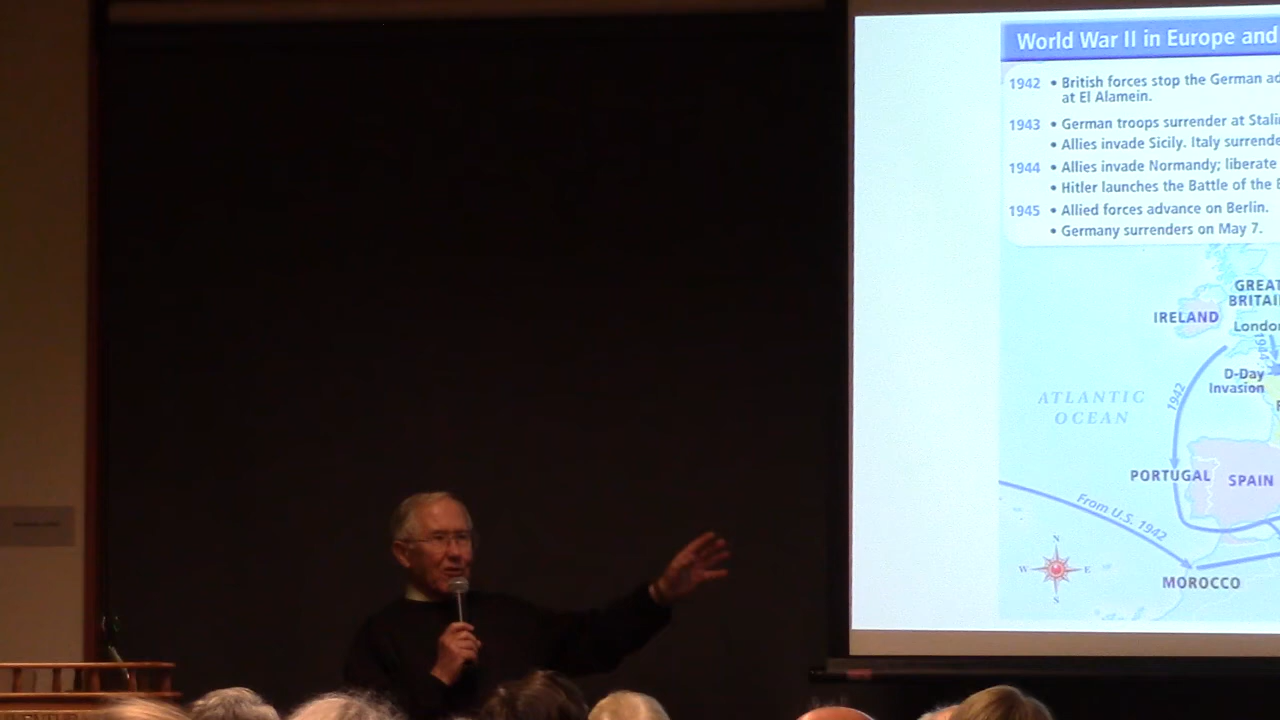 World War II in Europe and
1942 • British forces stop the German ad
at El Alamein.
1943 • German troops surrender at Stali
• Allies invade Sicily. Italy surrende
1944 • Allies invade Normandy; liberate
• Hitler launches the Battle of the B
1945 • Allied forces advance on Berlin.
• Germany surrenders on May 7.
GREAT
BRITAI
IRELAND
Londo
1944
D-Day
Invasion
1942
ATLANTIC
OCEAN
PORTUGAL
SPAIN
From U.S. 1942
N
W
E
S
MOROCCO